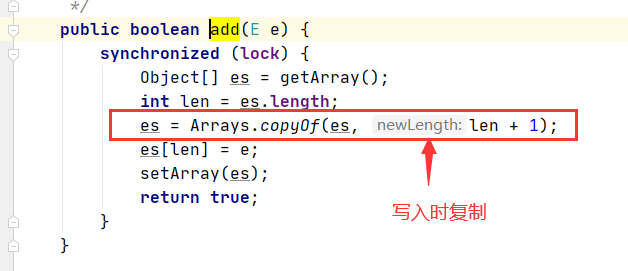 */
public boolean add(E e) {
synchronized (lock) {
Object[] es = getArray();
int len = es.length;
es = Arrays.copyOf(es, newLength: len + 1);
es[len] = e;
setArray(es);
return true;
}
}
写入时复制